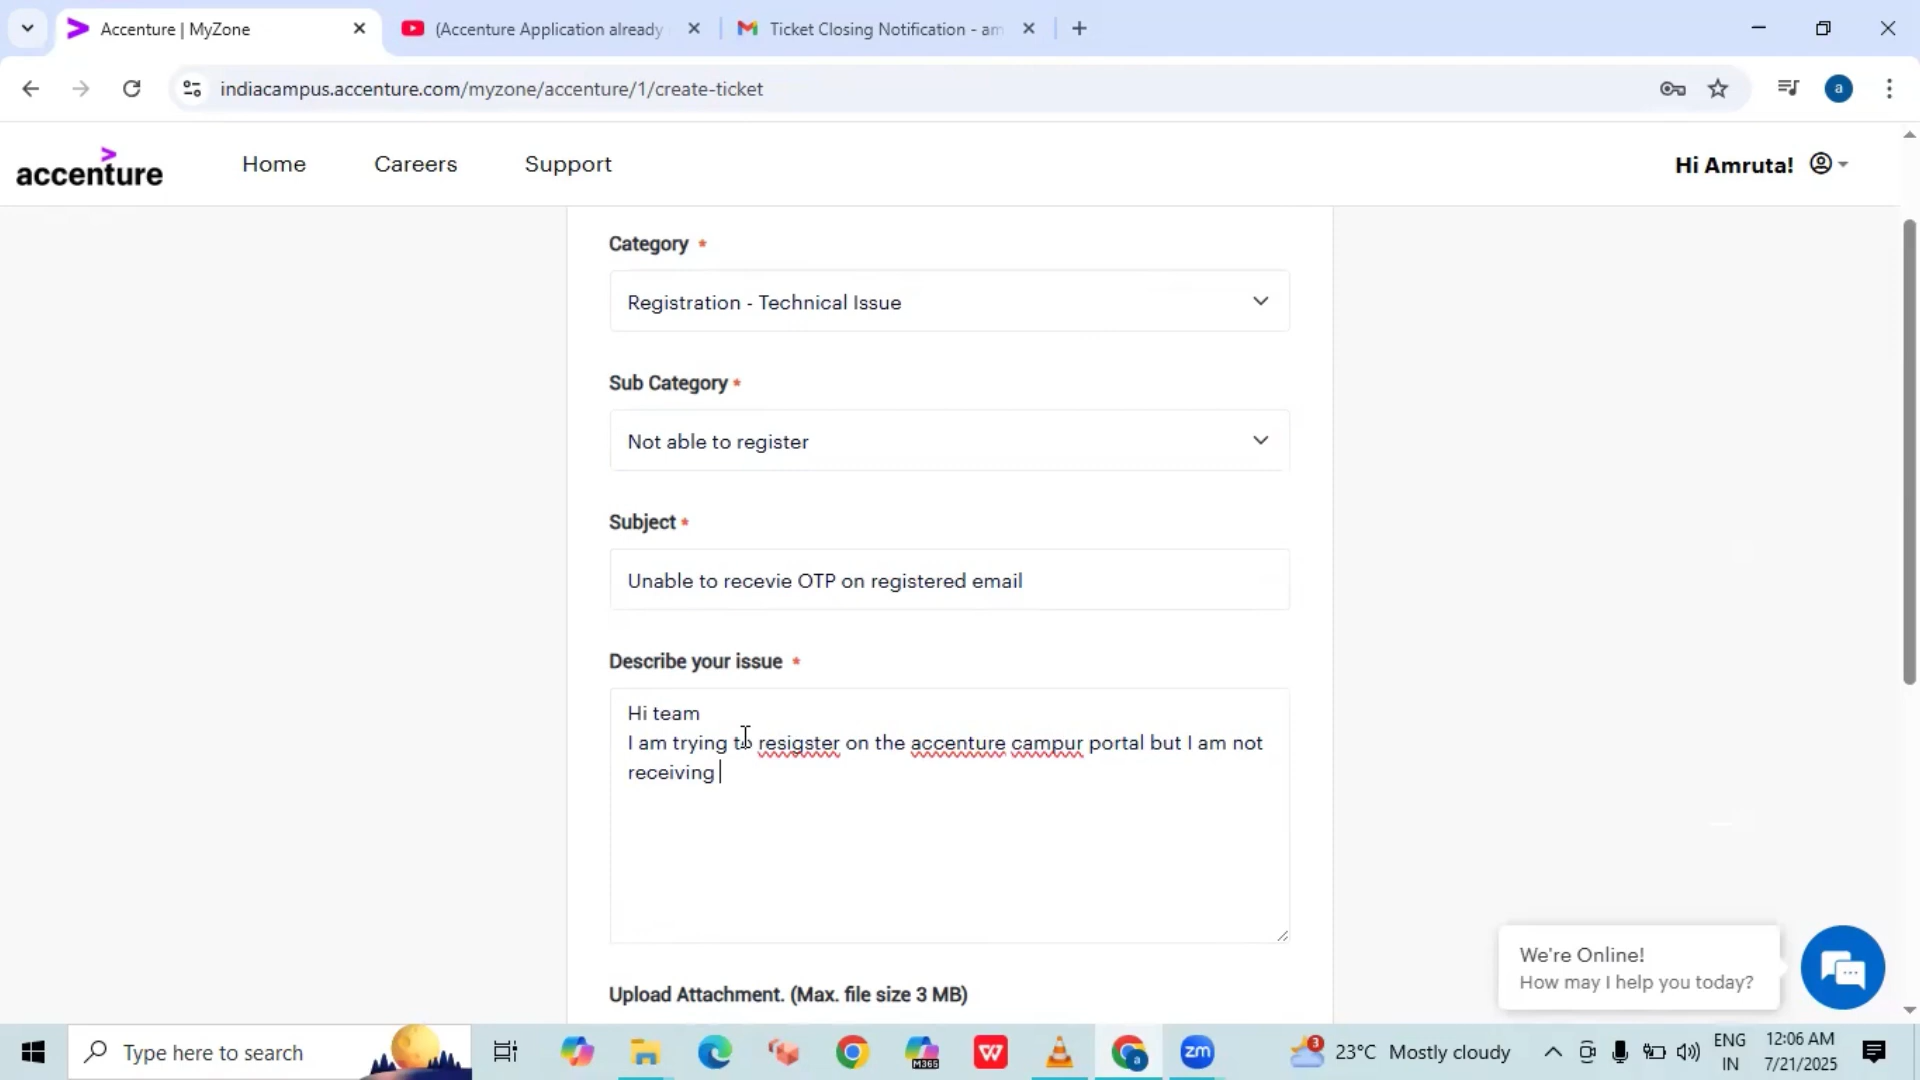 Accenture | MyZone
(Accenture Application already
Ticket Closing Notification - am
indiacampus.accenture.com/myzone/accenture/1/create-ticket
a
accenture
Home
Careers
Support
Hi Amruta!
Category *
Registration - Technical Issue
Sub Category *
Not able to register
Subject *
Unable to recevie OTP on registered email
Describe your issue *
Hi team
I am trying to resigster on the accenture campur portal but I am not
receiving
Upload Attachment. (Max. file size 3 MB)
We're Online!
How may I help you today?
Type here to search
M365
W
a
zm
3
23°C Mostly cloudy
ENG
IN
12:06 AM
7/21/2025